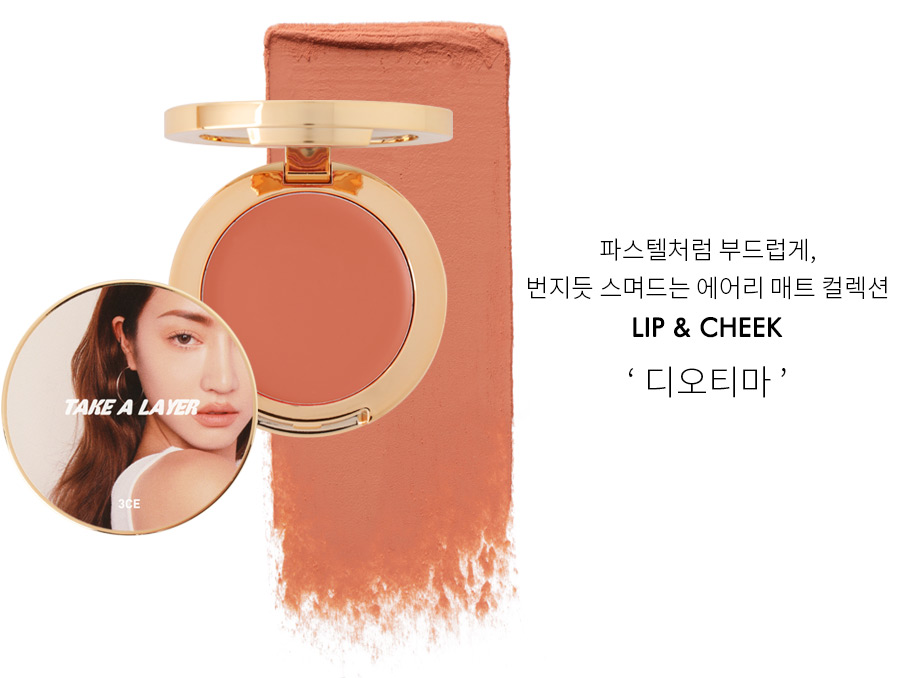 파스텔처럼 부드럽게,
번지듯 스며드는 에어리 매트 컬렉션
LIP & CHEEK
‘ 디오티마 ’
TAKE A LAYER
3CE